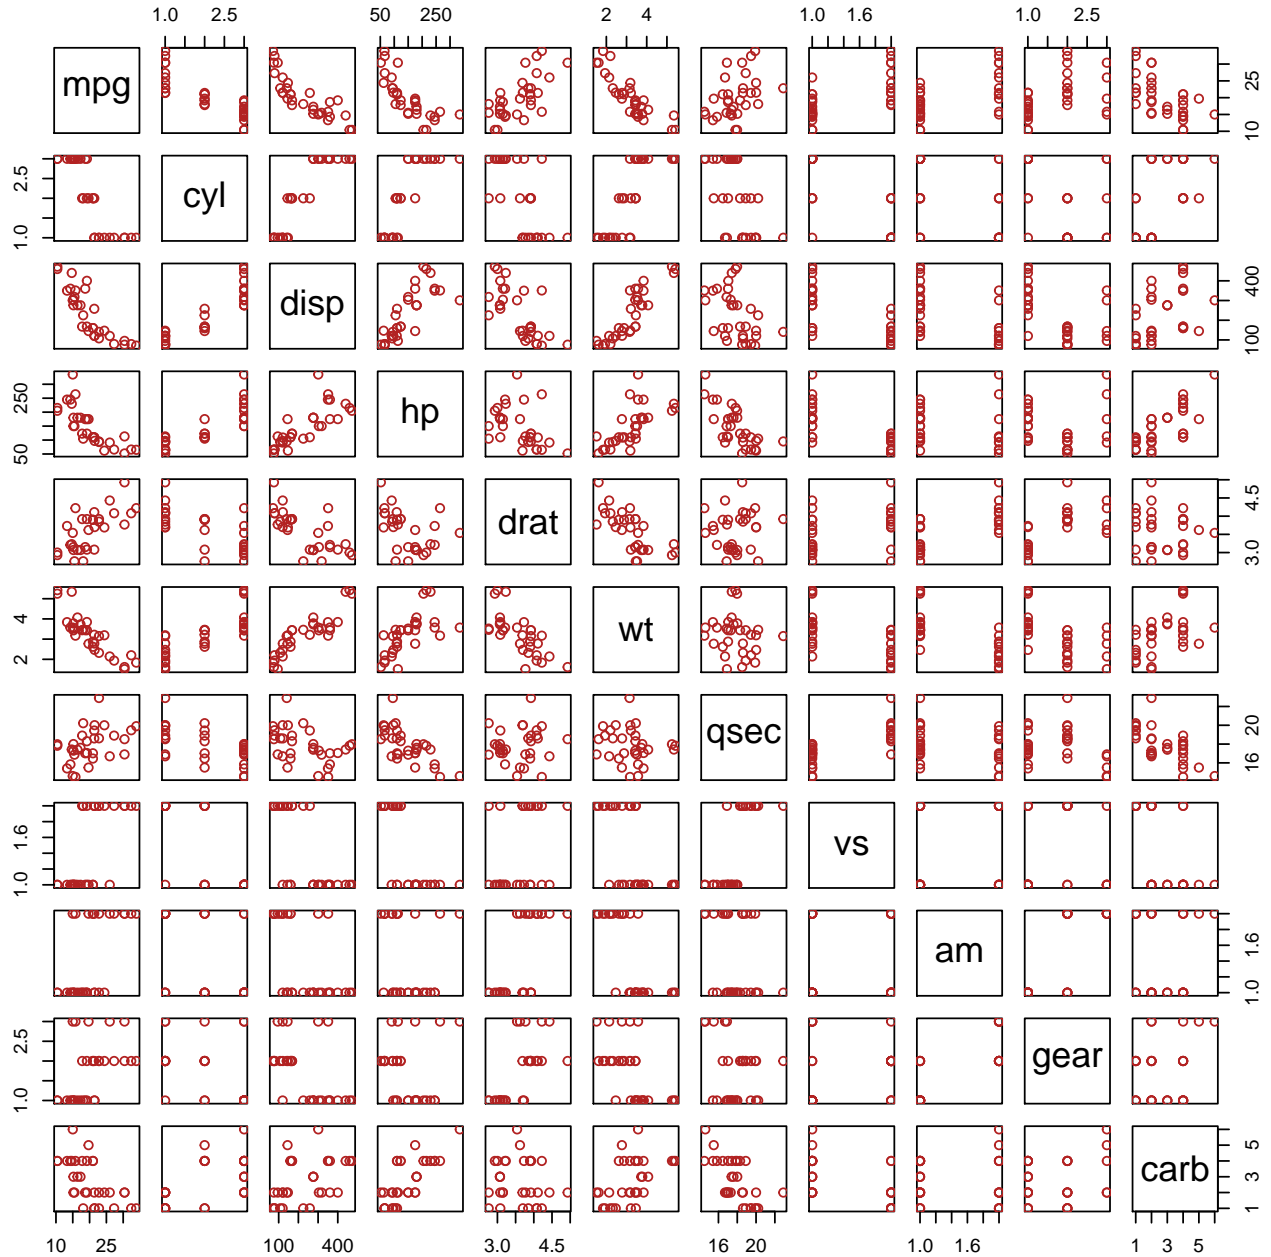 1.0 2.5 50 250 2 4 1.0 1.6 1.0 2.5
mpg 10 25
1.0 2.5 cyl
disp 100 400
50 250 hp
drat 3.0 4.5
2 4 wt
qsec 16 20
1.0 1.6 vs
am 1.0 1.6
1.0 2.5 gear
carb 1 3 5
10 25 100 400 3.0 4.5 16 20 1.0 1.6 1 3 5